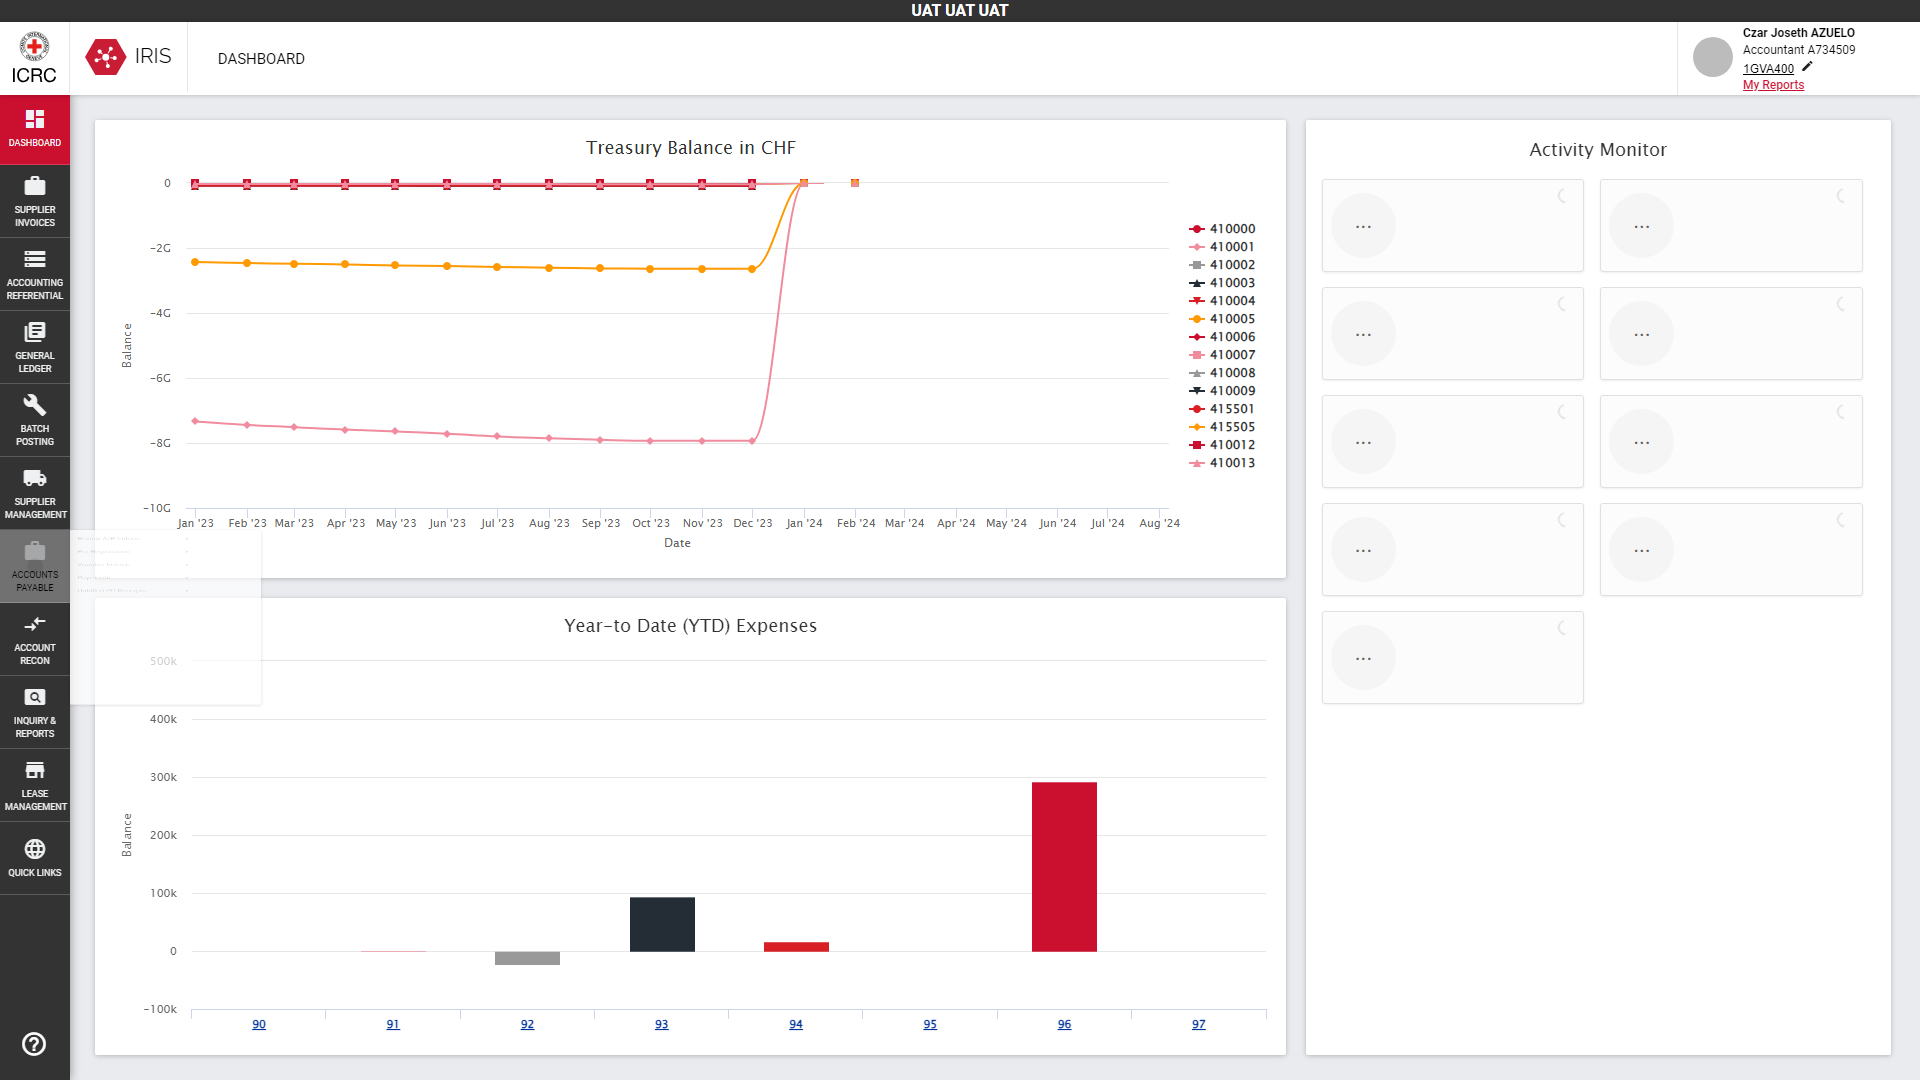 UAT UAT UAT
ICRC
IRIS
DASHBOARD
Czar Joseth AZUELO
Accountant A734509
1GVA400
My Reports
DASHBOARD
SUPPLIER
INVOICES
ACCOUNTING
REFERENTIAL
GENERAL
LEDGER
BATCH
POSTING
SUPPLIER
MANAGEMENT
ACCOUNTS
PAYABLE
ACCOUNT
RECON
INQUIRY &
REPORTS
LEASE
MANAGEMENT
QUICK LINKS
Treasury Balance in CHF
0
−2G
−4G
−6G
−8G
−10G
Balance
Jan '23 Feb '23 Mar '23 Apr '23 May '23 Jun '23 Jul '23 Aug '23 Sep '23 Oct '23 Nov '23 Dec '23 Jan '24 Feb '24 Mar '24 Apr '24 May '24 Jun '24 Jul '24 Aug '24
Date
410000
410001
410002
410003
410004
410005
410006
410007
410008
410009
415501
415505
410012
410013
Year-to Date (YTD) Expenses
500k
400k
300k
200k
100k
0
−100k
Balance
90 91 92 93 94 95 96 97
Activity Monitor
...
...
...
...
...
...
...
...
...